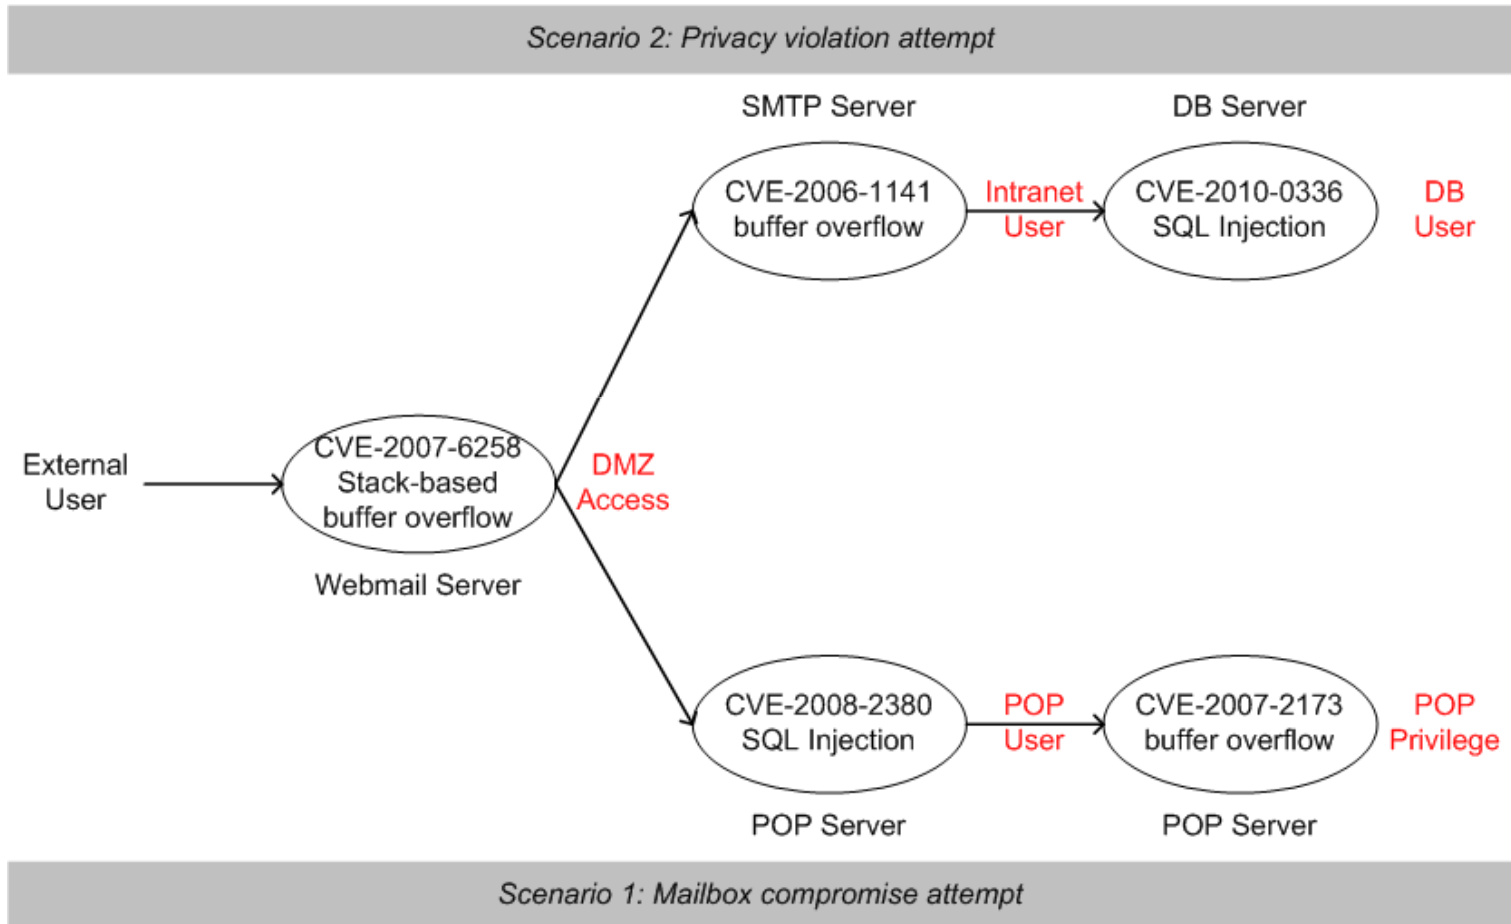 Scenario 2: Privacy violation attempt
SMTP Server
DB Server
CVE-2006-1141
buffer overflow
Intranet
User
CVE-2010-0336
SQL Injection
DB
User
External
User
CVE-2007-6258
Stack-based
buffer overflow
Webmail Server
DMZ
Access
CVE-2008-2380
SQL Injection
POP Server
POP
User
CVE-2007-2173
buffer overflow
POP Server
POP
Privilege
Scenario 1: Mailbox compromise attempt